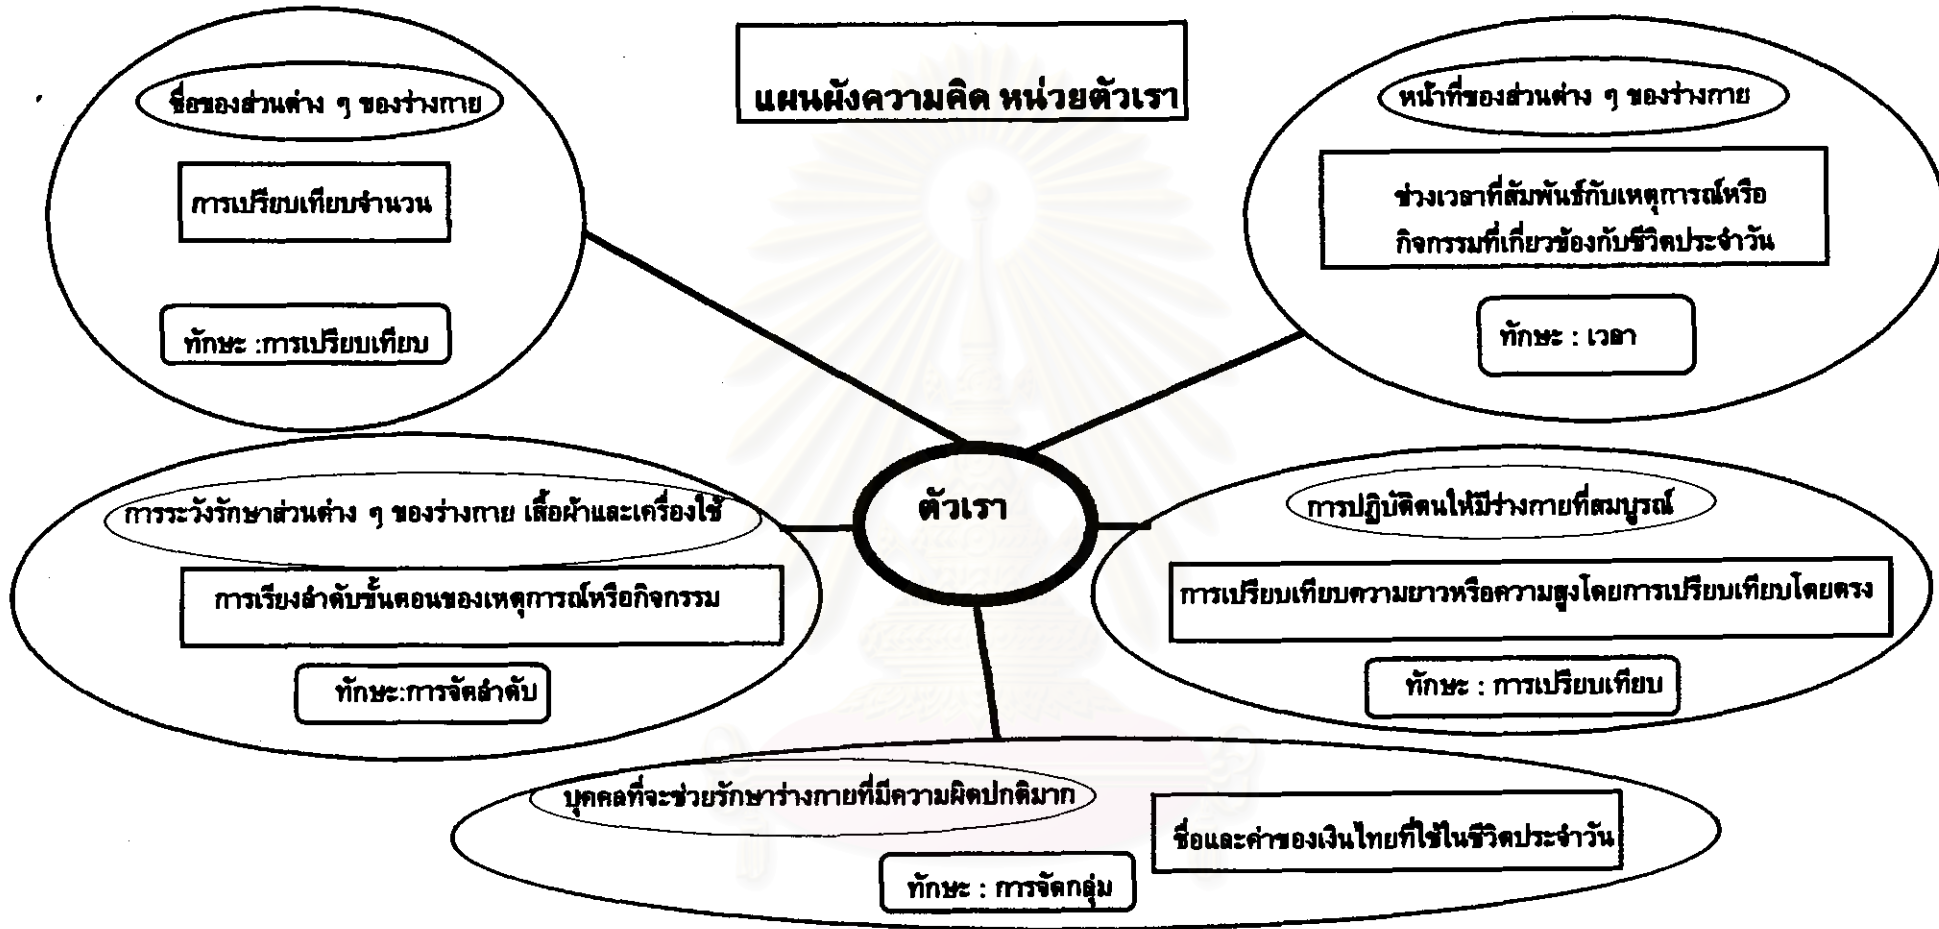 แผนผังความคิด หน่วยตัวเรา
ชื่อของส่วนต่าง ๆ ของร่างกาย
การเปรียบเทียบจำนวน
ทักษะ :การเปรียบเทียบ
หน้าที่ของส่วนต่าง ๆ ของร่างกาย
ช่วงเวลาที่สัมพันธ์กับเหตุการณ์หรือ
กิจกรรมที่เกี่ยวข้องกับชีวิตประจำวัน
ทักษะ : เวลา
ตัวเรา
การระวังรักษาส่วนต่าง ๆ ของร่างกาย เสื้อผ้าและเครื่องใช้
การเรียงลำดับขั้นตอนของเหตุการณ์หรือกิจกรรม
ทักษะ:การจัดลำดับ
การปฏิบัติตนให้มีร่างกายที่สมบูรณ์
การเปรียบเทียบความยาวหรือความสูงโดยการเปรียบเทียบโดยตรง
ทักษะ : การเปรียบเทียบ
บุคคลที่จะช่วยรักษาร่างกายที่มีความผิดปกติมาก
ชื่อและค่าของเงินไทยที่ใช้ในชีวิตประจำวัน
ทักษะ : การจัดกลุ่ม